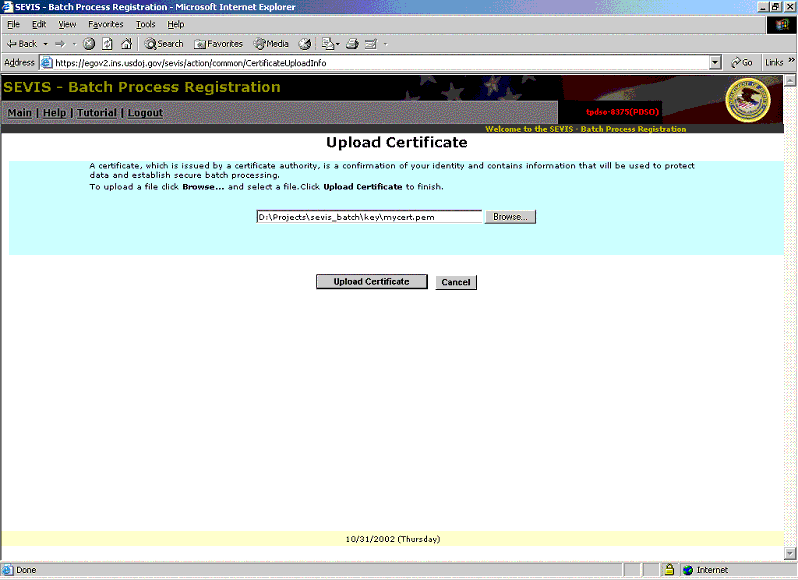 SEVIS - Batch Process Registration - Microsoft Internet Explorer
File Edit View Favorites Tools Help
Back Search Favorites Media
Address https://egov2.ins.usdoj.gov/sevis/action/common/CertificateUploadInfo Go Links »
SEVIS - Batch Process Registration
Main | Help | Tutorial | Logout
Welcome to the SEVIS - Batch Process Registration
Upload Certificate
A certificate, which is issued by a certificate authority, is a confirmation of your identity and contains information that will be used to protect
data and establish secure batch processing.
To upload a file click Browse... and select a file.Click Upload Certificate to finish.
D:\Projects\sevis_batch\key\mycert.pem Browse...
Upload Certificate Cancel
10/31/2002 (Thursday)
Done Internet